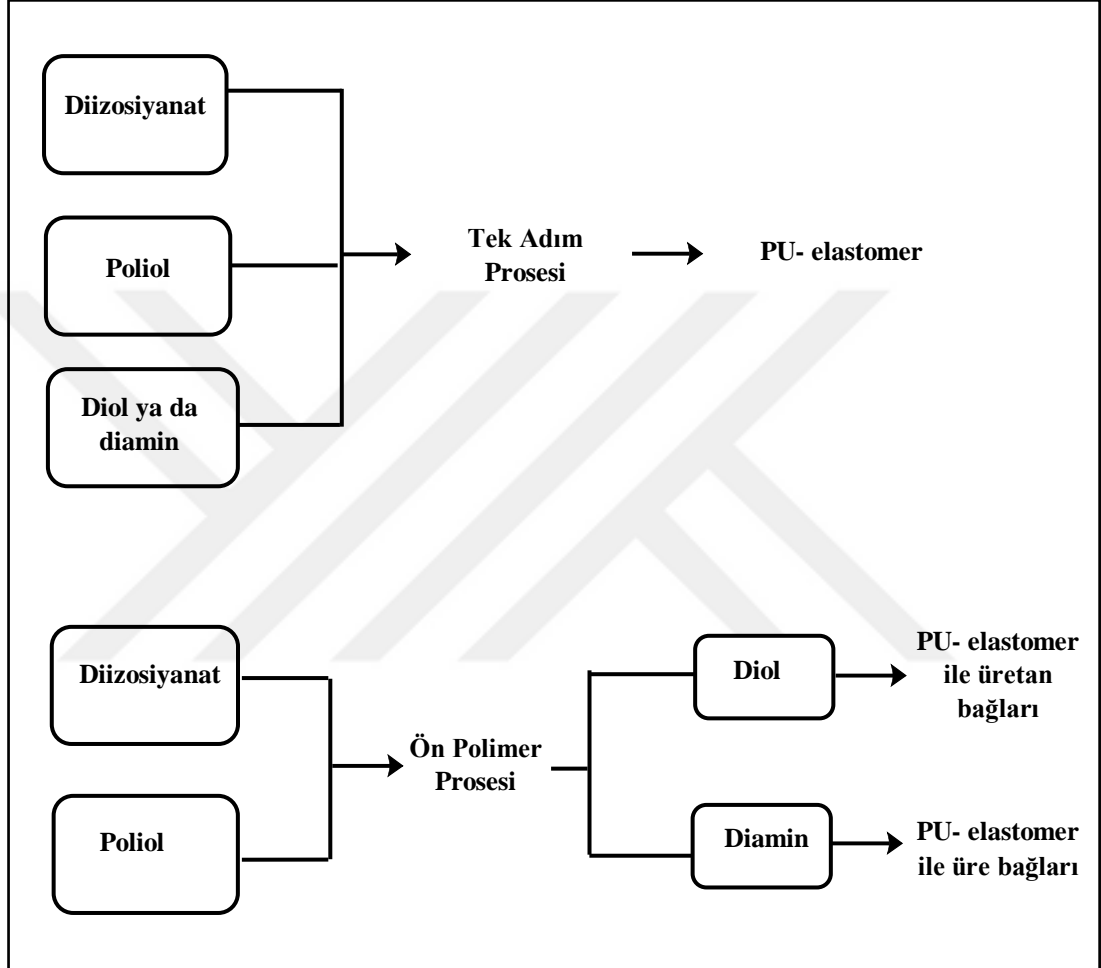 Diizosiyanat
Poliol
Diol ya da
diamin
Tek Adım
Prosesi
PU- elastomer
Diizosiyanat
Poliol
Ön Polimer
Prosesi
Diol
PU- elastomer
ile üretan
bağları
Diamin
PU- elastomer
ile üre bağları